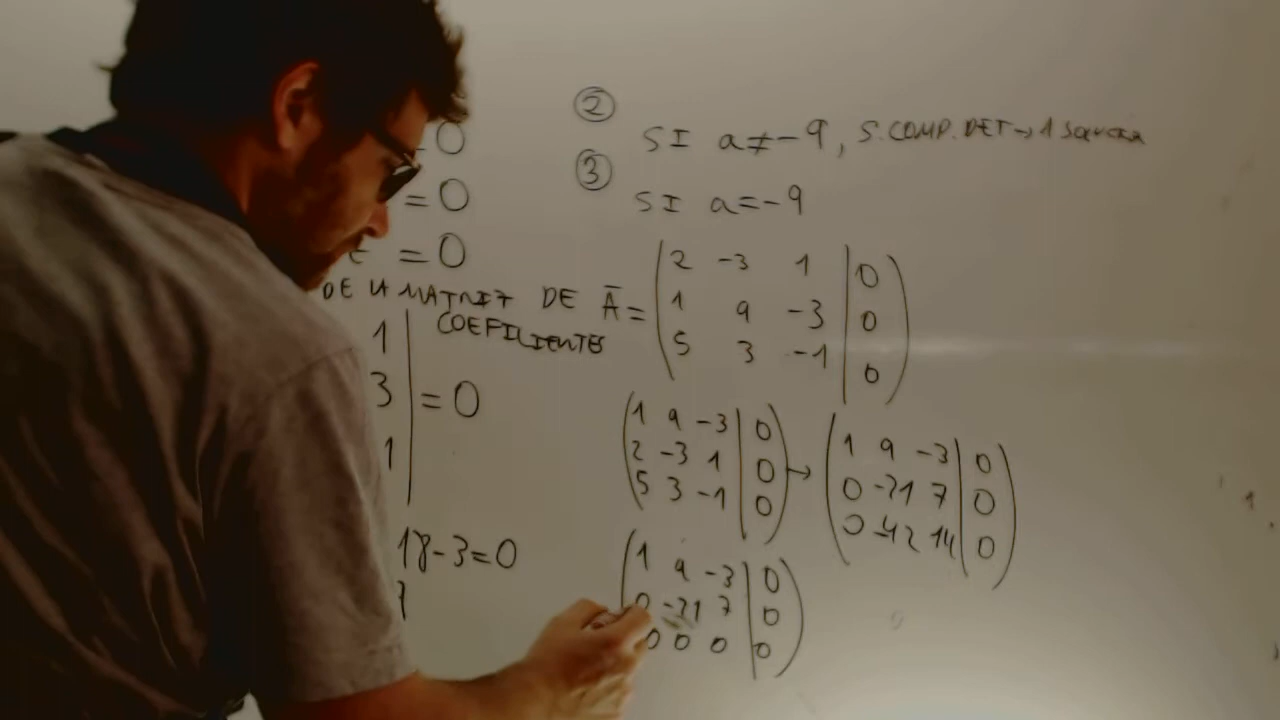 ②
SI a≠-9, S.COMP.DET→1
=0
③
=0
SI a=-9
=0
DE LA MATRIZ DE
COEFICIENTES
Ā=
2 -3 1 | 0
1 9 -3 | 0
5 3 -1 | 0
1
3 =0
1
1 9 -3 | 0
2 -3 1 | 0
5 3 -1 | 0
→
1 9 -3 | 0
0 -21 7 | 0
0 -42 14 | 0
18-3=0
1 9 -3 | 0
0 -21 7 | 0
0 0 0 | 0